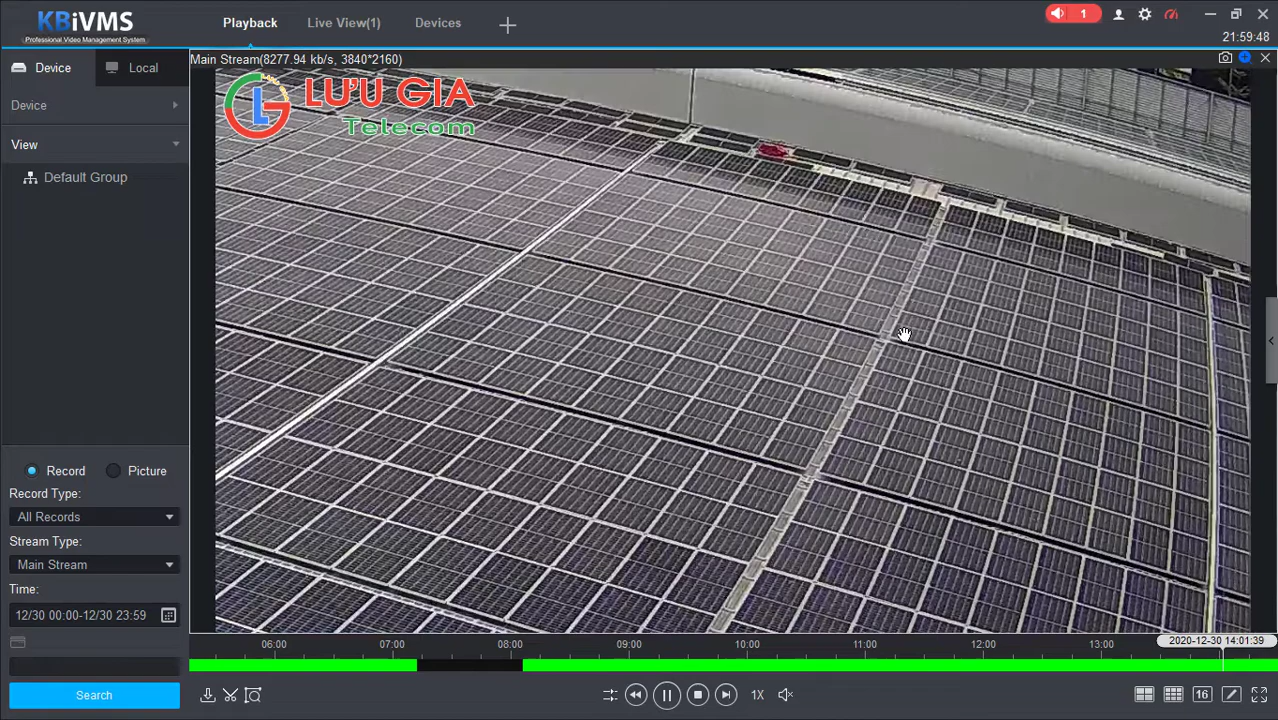 KBiVMS
Professional Video Management System
Playback
Live View(1)
Devices
1
21:59:48
Device
Local
Main Stream(8277.94 kb/s, 3840*2160)
LƯU GIA
Telecom
Device
View
Default Group
Record
Picture
Record Type:
All Records
Stream Type:
Main Stream
Time:
12/30 00:00-12/30 23:59
Search
06:00
07:00
08:00
09:00
10:00
11:00
12:00
13:00
2020-12-30 14:01:39
1X
16